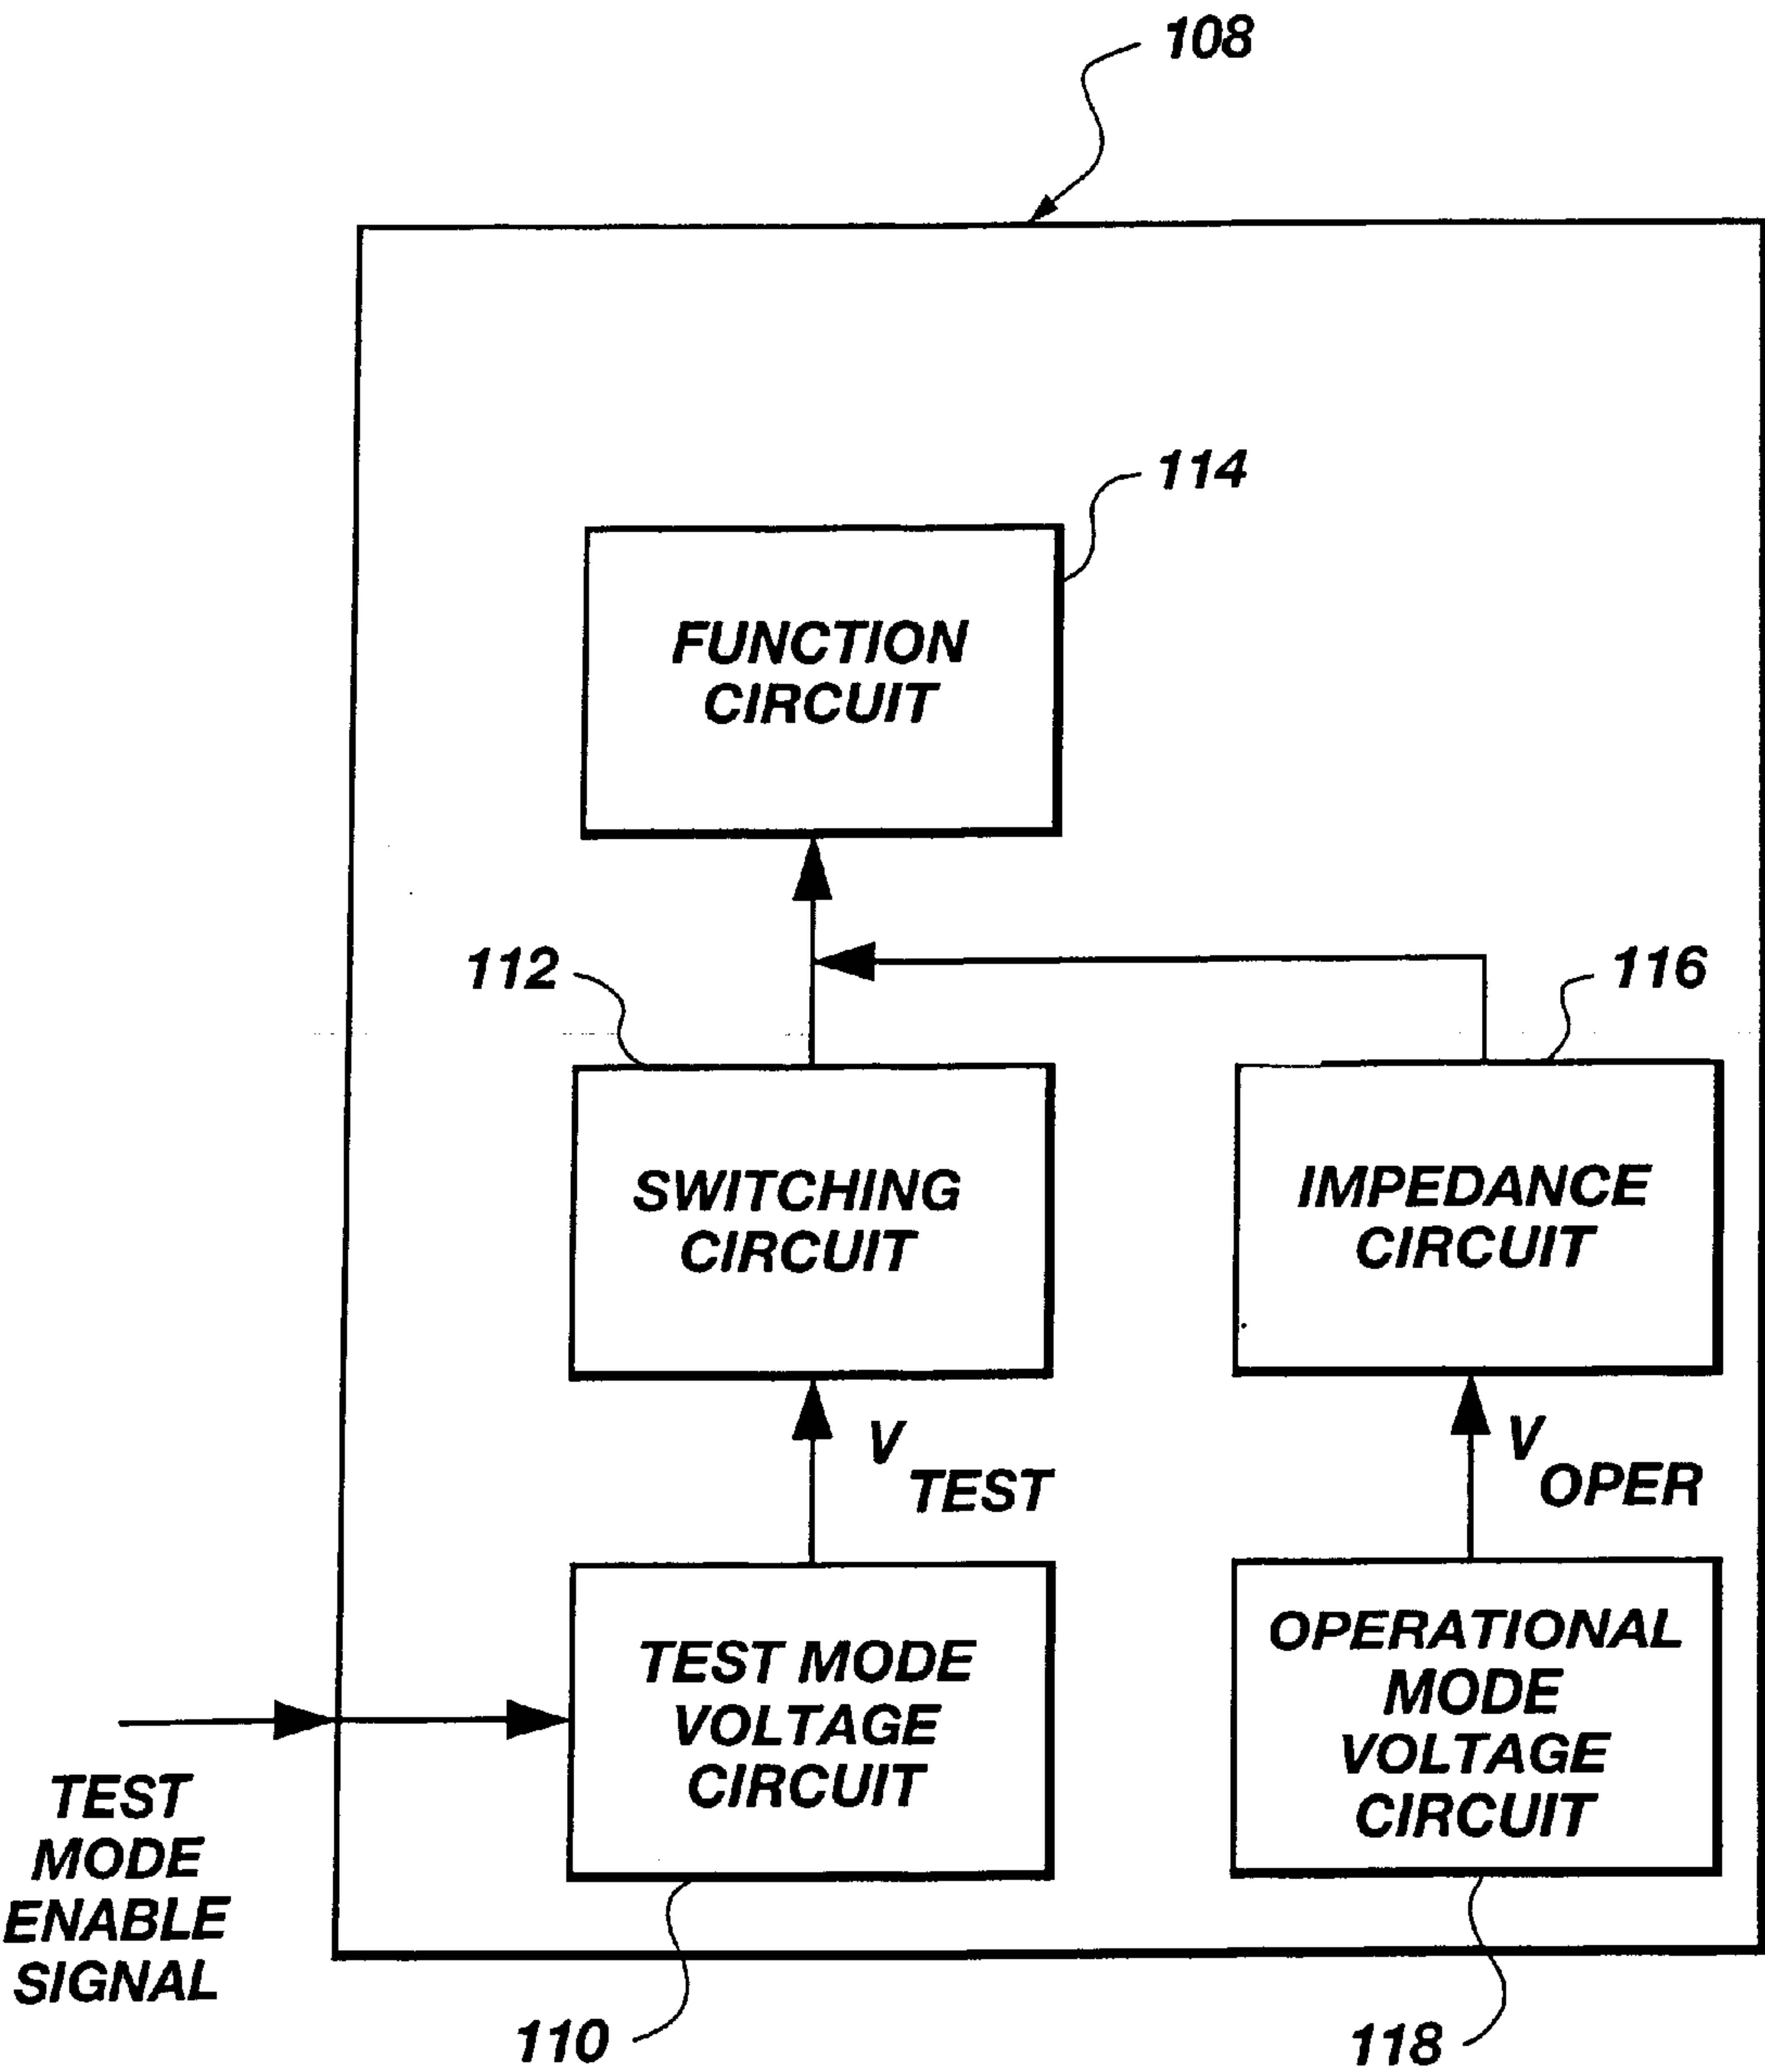 108
114
FUNCTION
CIRCUIT
112
116
SWITCHING
CIRCUIT
IMPEDANCE
CIRCUIT
V TEST
V OPER
TEST MODE
VOLTAGE
CIRCUIT
OPERATIONAL
MODE
VOLTAGE
CIRCUIT
TEST
MODE
ENABLE
SIGNAL
110
118